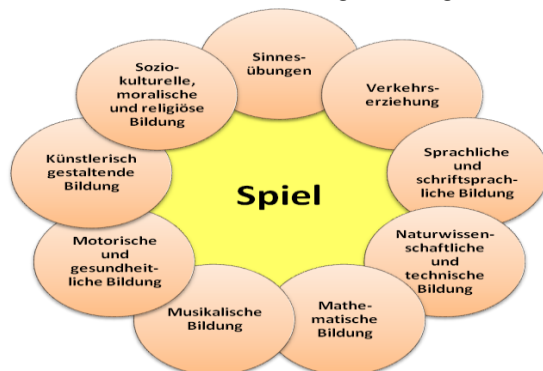 Sinnes-
übungen
Verkehrs-
erziehung
Sprachliche
und
schriftsprach-
liche Bildung
Naturwissen-
schaftliche
und
technische
Bildung
Mathe-
matische
Bildung
Musikalische
Bildung
Motorische
und
gesundheit-
liche Bildung
Künstlerisch
gestaltende
Bildung
Sozio-
kulturelle,
moralische
und religiöse
Bildung
Spiel